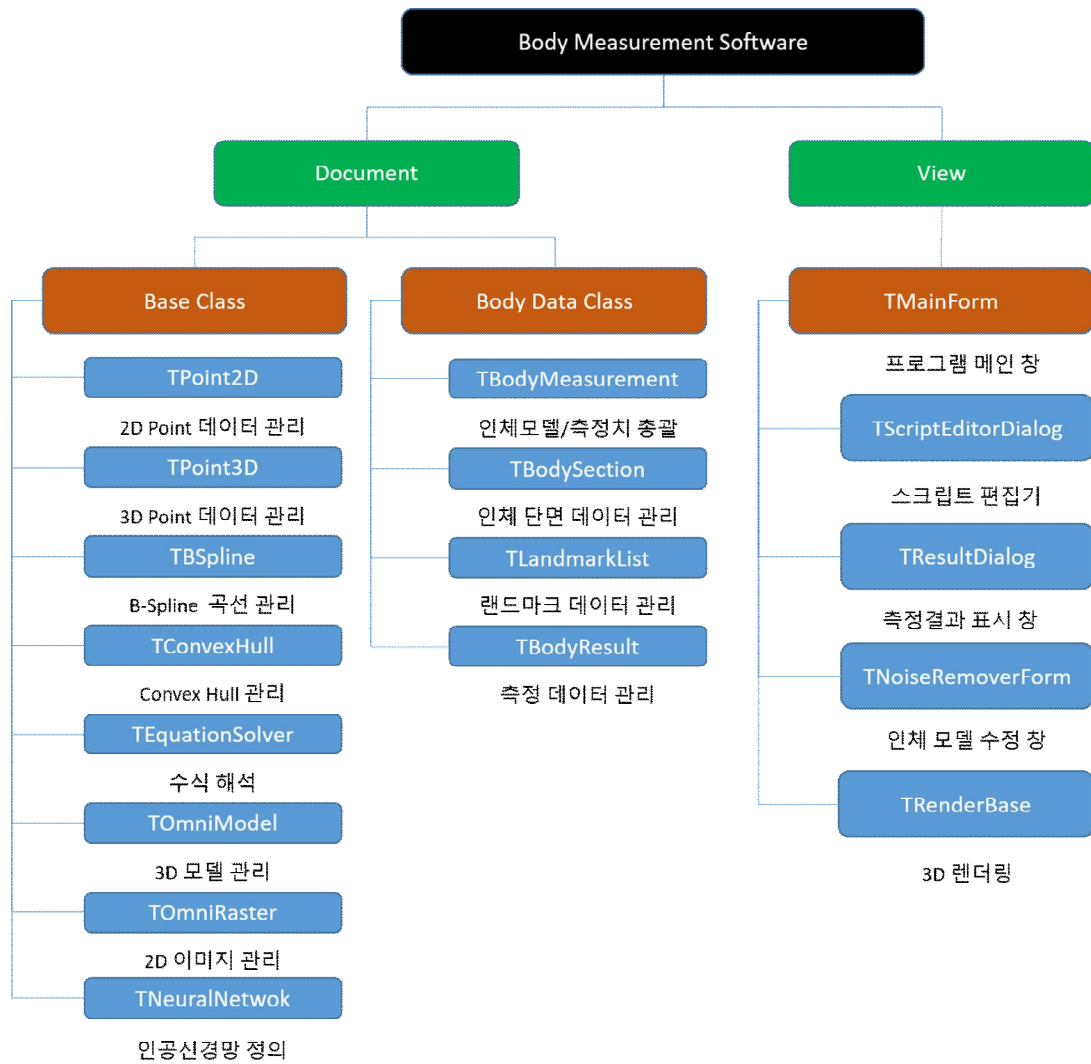 Body Measurement Software
Document
View
Base Class
Body Data Class
TMainForm
프로그램 메인 창
TPoint2D
2D Point 데이터 관리
TPoint3D
3D Point 데이터 관리
TBSpline
B-Spline 곡선 관리
TConvexHull
Convex Hull 관리
TEquationSolver
수식 해석
TOmniModel
3D 모델 관리
TOmniRaster
2D 이미지 관리
TNeuralNetwok
인공신경망 정의
TBodyMeasurement
인체모델/측정치 총괄
TBodySection
인체 단면 데이터 관리
TLandmarkList
랜드마크 데이터 관리
TBodyResult
측정 데이터 관리
TScriptEditorDialog
스크립트 편집기
TResultDialog
측정결과 표시 창
TNoiseRemoverForm
인체 모델 수정 창
TRenderBase
3D 렌더링